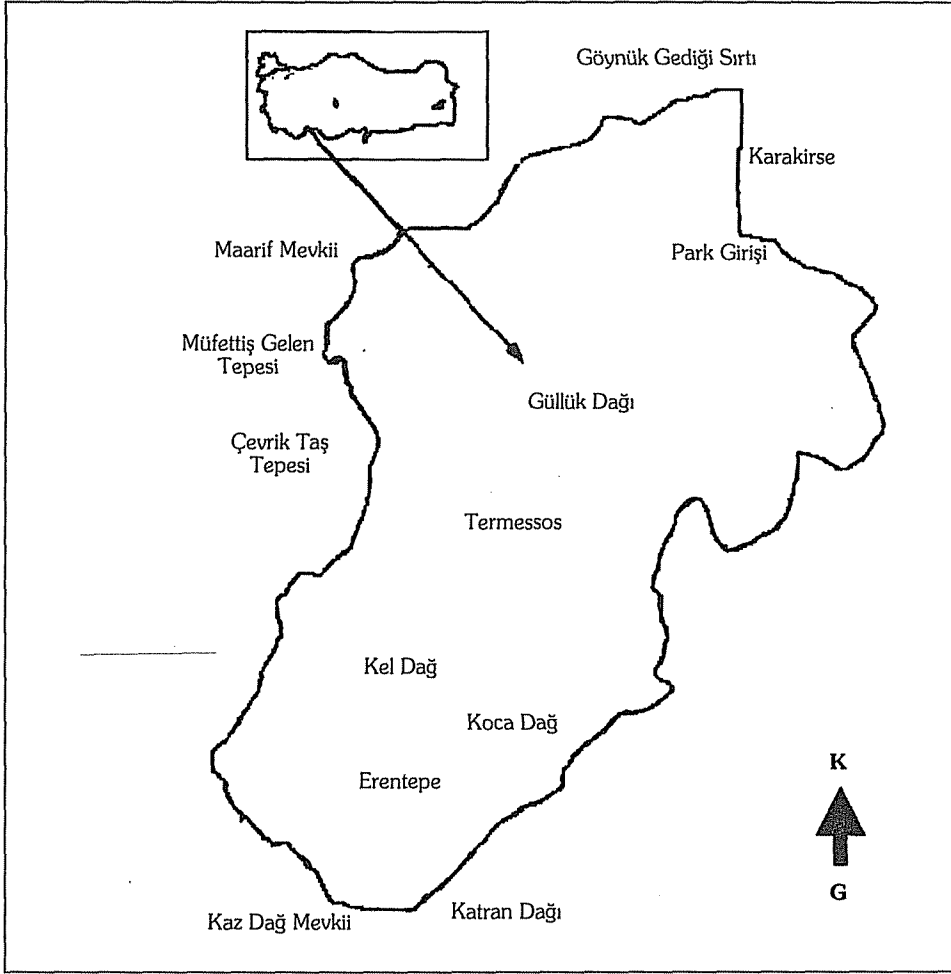 Göynük Gediği Sırtı
Karakirse
Maarif Mevkii
Park Girişi
Müfettiş Gelen
Tepesi
Güllük Dağı
Çevrik Taş
Tepesi
Termessos
Kel Dağ
Koca Dağ
Erentepe
K
G
Kaz Dağ Mevkii
Katran Dağı